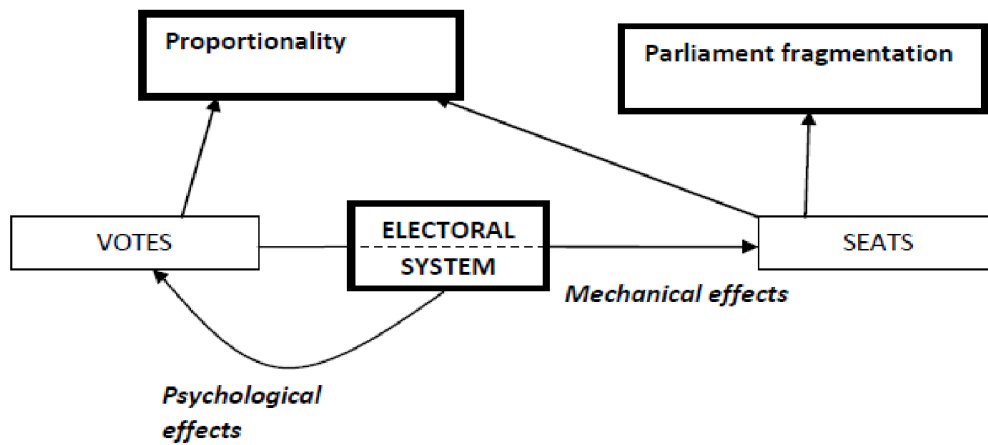 Proportionality
Parliament fragmentation
VOTES
ELECTORAL
SYSTEM
SEATS
Mechanical effects
Psychological
effects